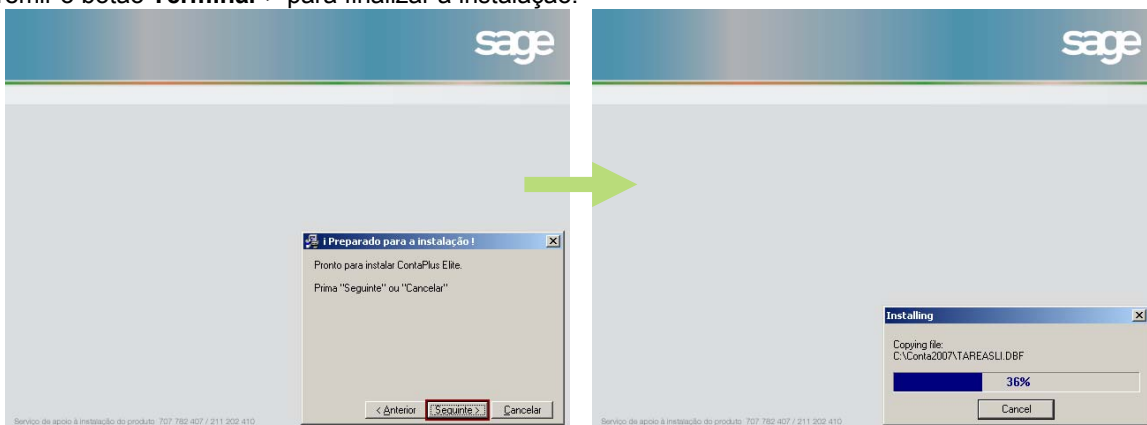 premir o botão Terminar > para finalizar a instalação.
sage
¡ Preparado para a instalação !
Pronto para instalar ContaPlus Elite.
Prima "Seguinte" ou "Cancelar"
< Anterior
Seguinte >
Cancelar
Serviço de apoio à instalação do produto 707 782 407 / 211 202 410
sage
Installing
Copying file:
C:\Conta2007\TAREASLI.DBF
36%
Cancel
Serviço de apoio à instalação do produto 707 782 407 / 211 202 410